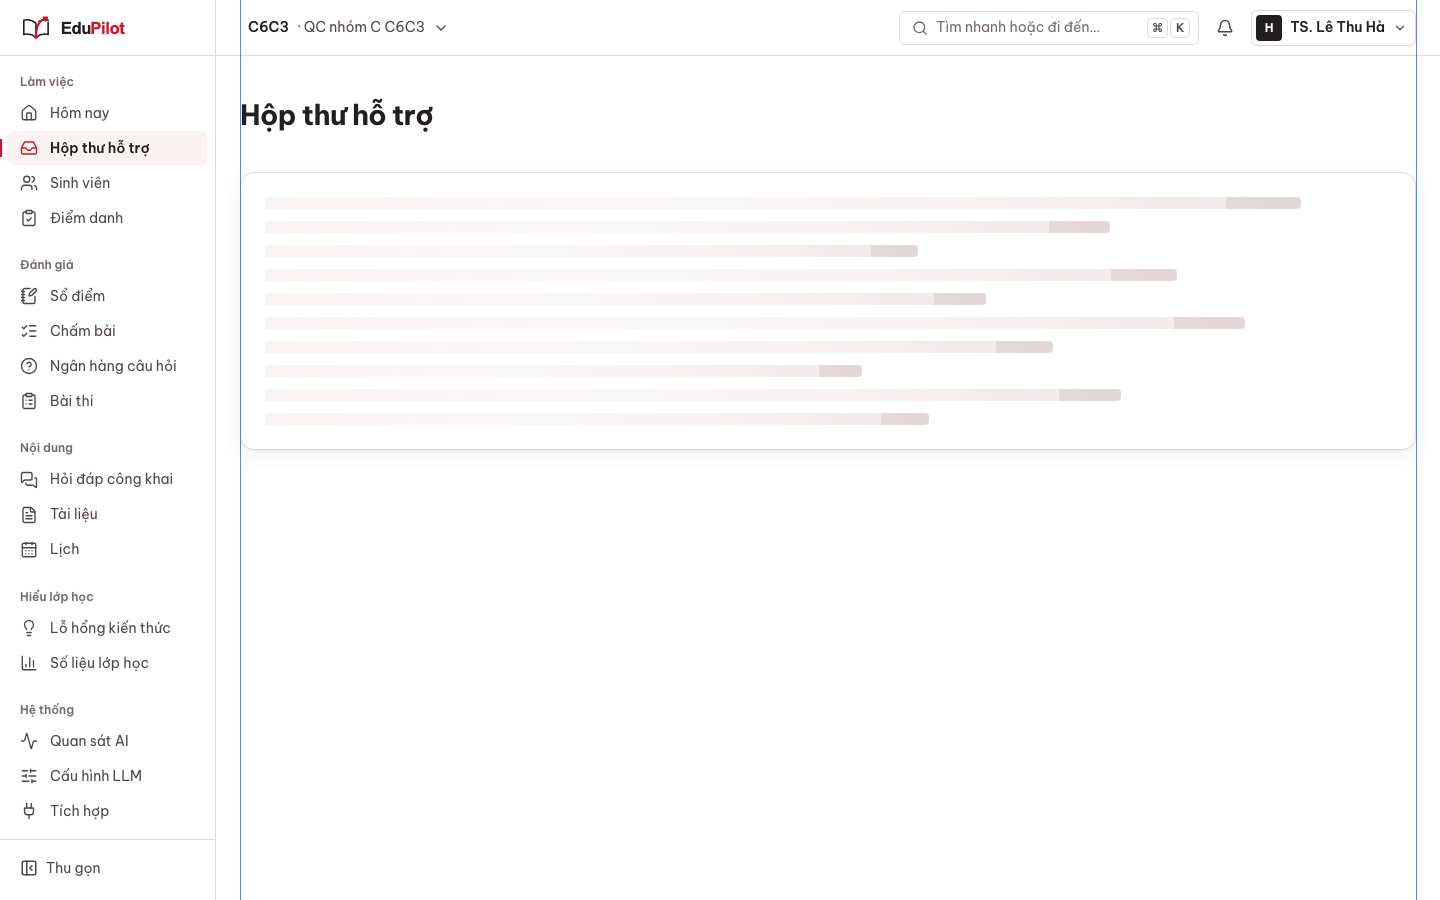 EduPilot
C6C3 · QC nhóm C C6C3
Tìm nhanh hoặc đi đến...
⌘ K
H
TS. Lê Thu Hà
Làm việc
Hôm nay
Hộp thư hỗ trợ
Sinh viên
Điểm danh
Đánh giá
Sổ điểm
Chấm bài
Ngân hàng câu hỏi
Bài thi
Nội dung
Hỏi đáp công khai
Tài liệu
Lịch
Hiểu lớp học
Lỗ hổng kiến thức
Số liệu lớp học
Hệ thống
Quan sát AI
Cấu hình LLM
Tích hợp
Thu gọn
Hộp thư hỗ trợ